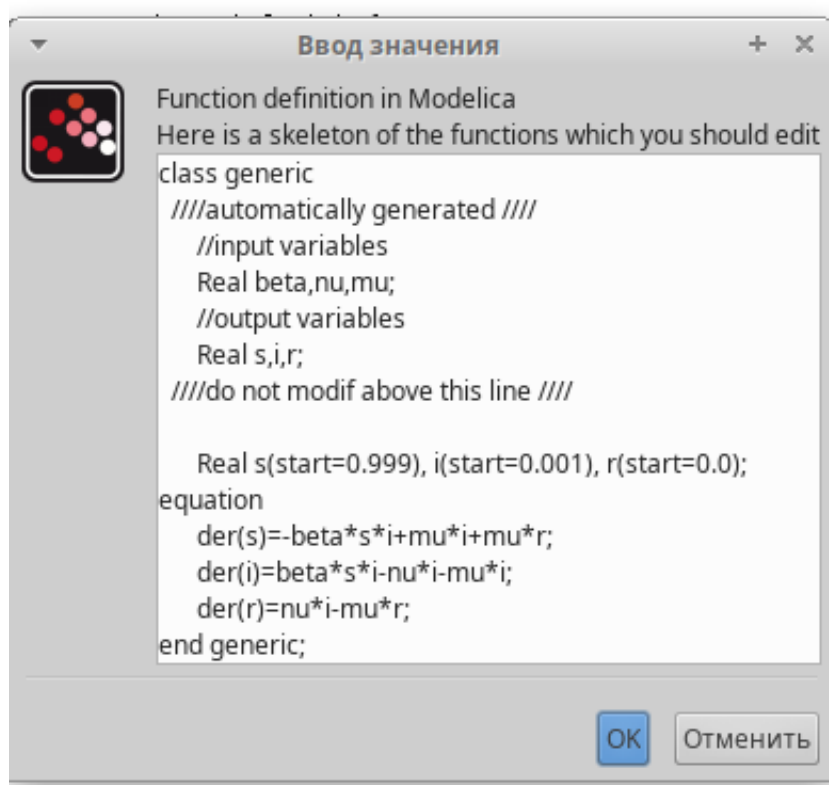 Ввод значения
Function definition in Modelica
Here is a skeleton of the functions which you should edit
class generic
////automatically generated ////
//input variables
Real beta,nu,mu;
//output variables
Real s,i,r;
////do not modif above this line ////
Real s(start=0.999), i(start=0.001), r(start=0.0);
equation
der(s)=-beta*s*i+mu*i+mu*r;
der(i)=beta*s*i-nu*i-mu*i;
der(r)=nu*i-mu*r;
end generic;
OK Отменить